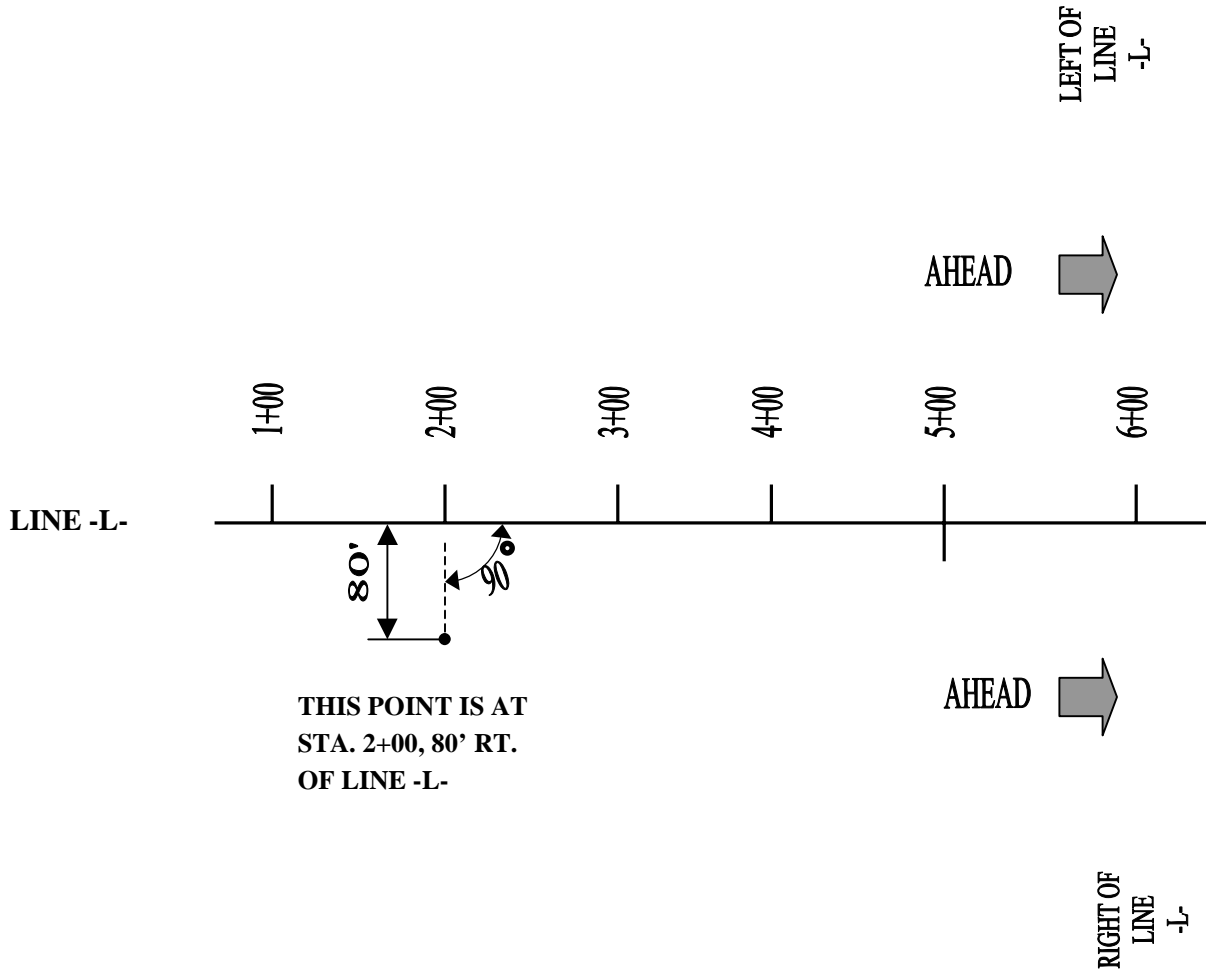 LEFT OF
LINE
-L-
AHEAD
1+00
2+00
3+00
4+00
5+00
6+00
LINE -L-
80'
90°
THIS POINT IS AT
STA. 2+00, 80’ RT.
OF LINE -L-
AHEAD
RIGHT OF
LINE
-L-